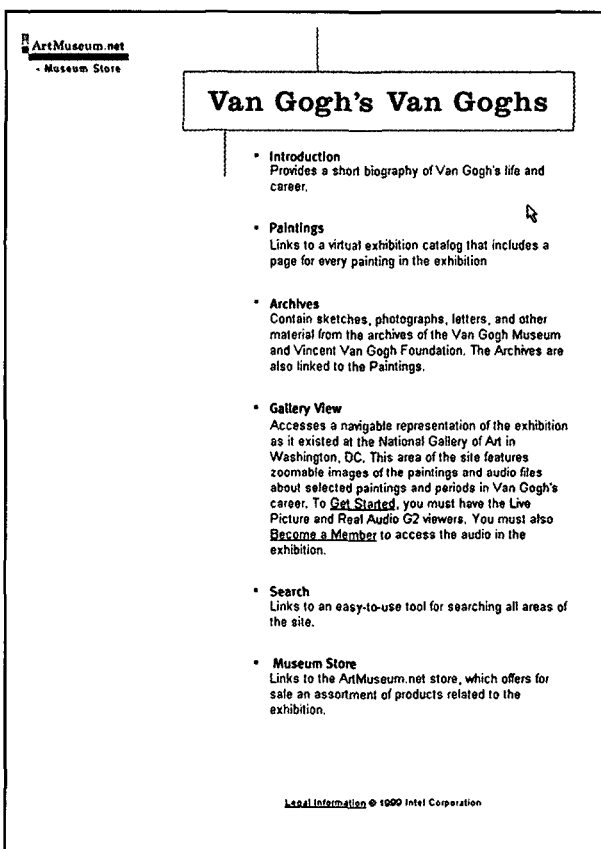 ArtMuseum.net
- Museum Store
Van Gogh's Van Goghs
• Introduction
Provides a short biography of Van Gogh's life and
career.
• Paintings
Links to a virtual exhibition catalog that includes a
page for every painting in the exhibition
• Archives
Contain sketches, photographs, letters, and other
material from the archives of the Van Gogh Museum
and Vincent Van Gogh Foundation. The Archives are
also linked to the Paintings.
• Gallery View
Accesses a navigable representation of the exhibition
as it existed at the National Gallery of Art in
Washington, DC. This area of the site features
zoomable images of the paintings and audio files
about selected paintings and periods in Van Gogh's
career. To Get Started, you must have the Live
Picture and Real Audio G2 viewers. You must also
Become a Member to access the audio in the
exhibition.
• Search
Links to an easy-to-use tool for searching all areas of
the site.
• Museum Store
Links to the ArtMuseum.net store, which offers for
sale an assortment of products related to the
exhibition.
Legal Information © 1999 Intel Corporation